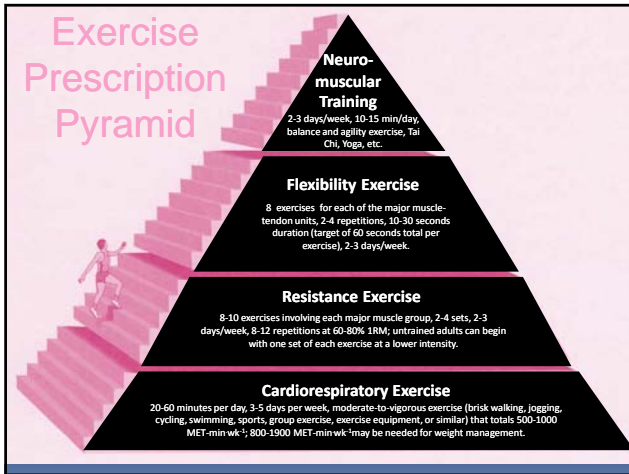 Exercise
Prescription
Pyramid
Neuro-
muscular
Training
2-3 days/week, 10-15 min/day,
balance and agility exercise, Tai
Chi, Yoga, etc.
Flexibility Exercise
8 exercises for each of the major muscle-
tendon units, 2-4 repetitions, 10-30 seconds
duration (target of 60 seconds total per
exercise), 2-3 days/week.
Resistance Exercise
8-10 exercises involving each major muscle group, 2-4 sets, 2-3
days/week, 8-12 repetitions at 60-80% 1RM; untrained adults can begin
with one set of each exercise at a lower intensity.
Cardiorespiratory Exercise
20-60 minutes per day, 3-5 days per week, moderate-to-vigorous exercise (brisk walking, jogging,
cycling, swimming, sports, group exercise, exercise equipment, or similar) that totals 500-1000
MET-min·wk⁻¹; 800-1900 MET-min·wk⁻¹may be needed for weight management.